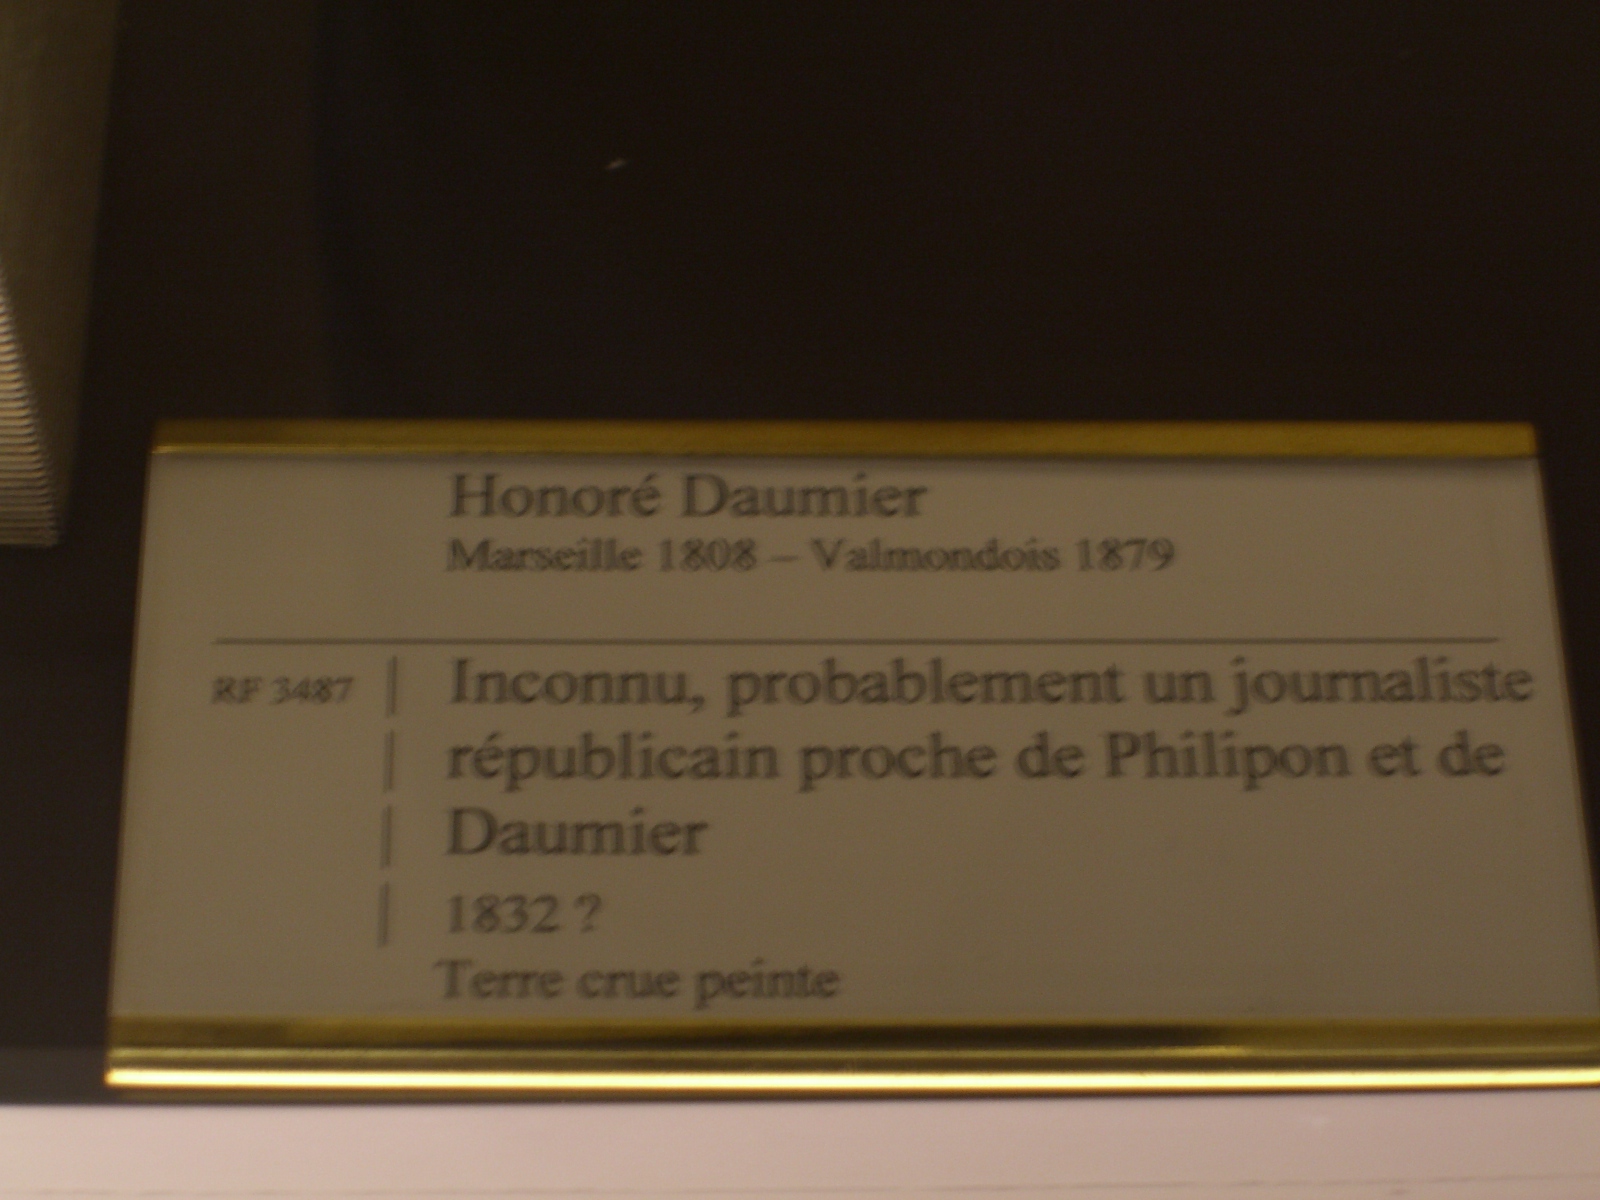 Honoré Daumier
Marseille 1808 – Valmondois 1879
RF 3487 | Inconnu, probablement un journaliste
| républicain proche de Philipon et de
| Daumier
| 1832 ?
Terre crue peinte